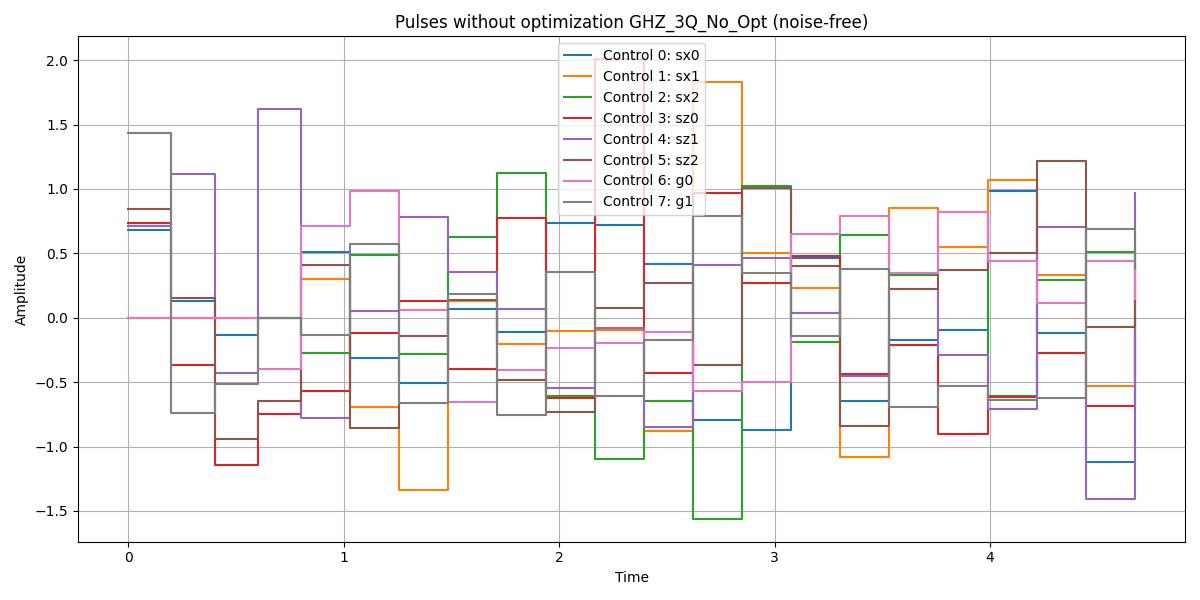 Pulses without optimization GHZ_3Q_No_Opt (noise-free)
Amplitude
2.0
1.5
1.0
0.5
0.0
−0.5
−1.0
−1.5
Control 0: sx0
Control 1: sx1
Control 2: sx2
Control 3: sz0
Control 4: sz1
Control 5: sz2
Control 6: g0
Control 7: g1
0
1
2
3
4
Time